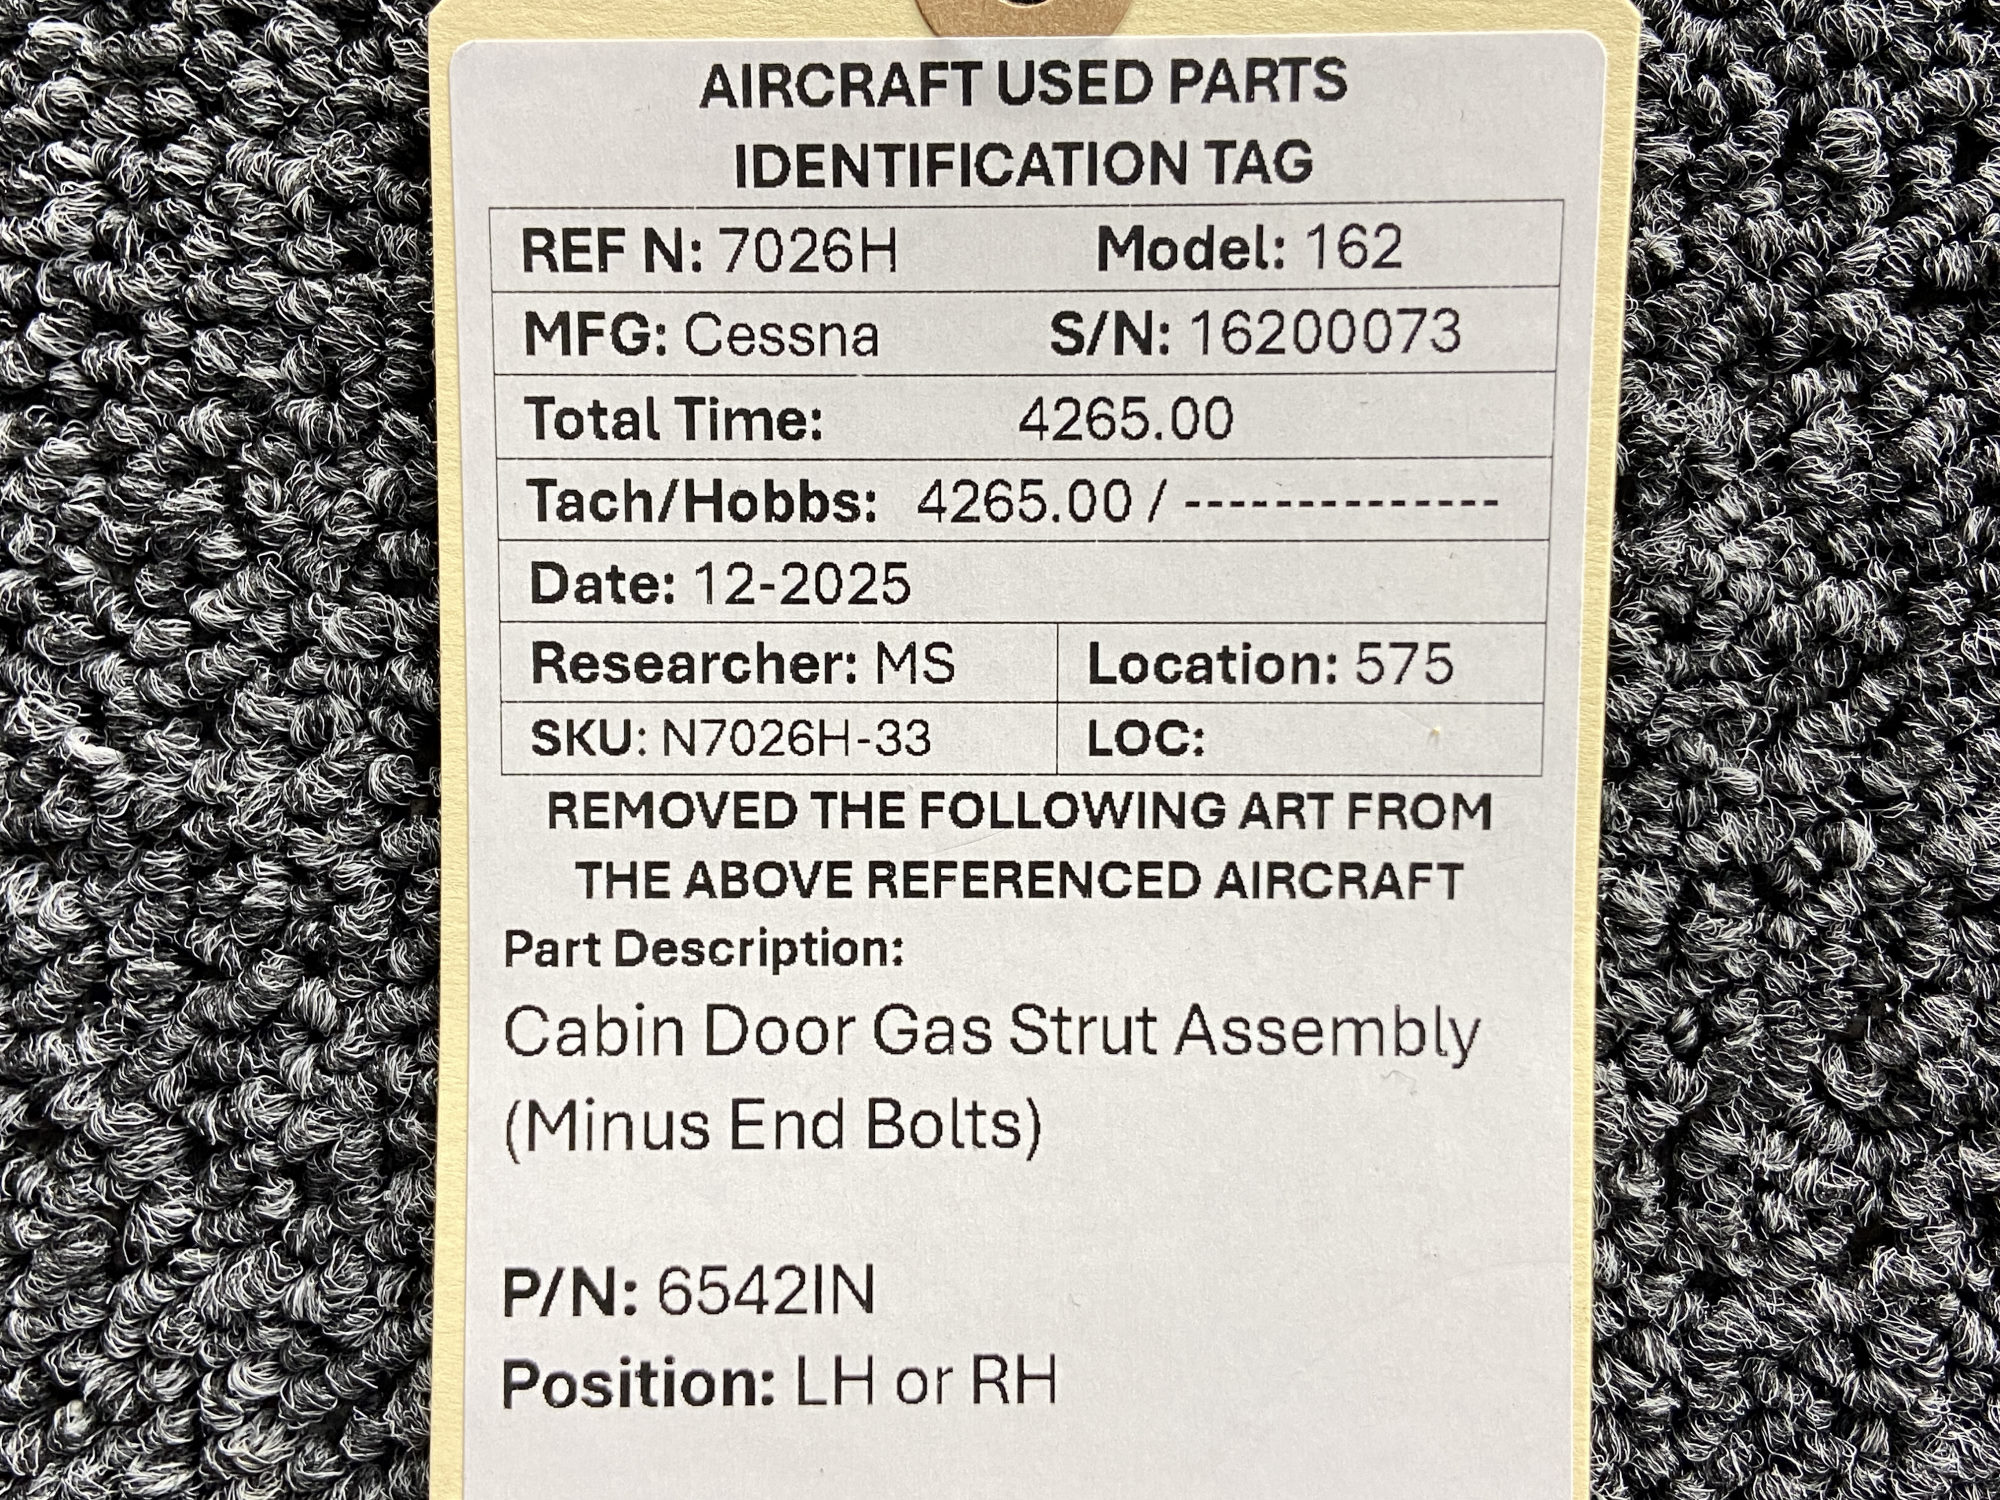 AIRCRAFT USED PARTS
IDENTIFICATION TAG
REF N: 7026H Model: 162
MFG: Cessna S/N: 16200073
Total Time: 4265.00
Tach/Hobbs: 4265.00 / --------------
Date: 12-2025
Researcher: MS Location: 575
SKU: N7026H-33 LOC:
REMOVED THE FOLLOWING ART FROM
THE ABOVE REFERENCED AIRCRAFT
Part Description:
Cabin Door Gas Strut Assembly
(Minus End Bolts)
P/N: 6542IN
Position: LH or RH